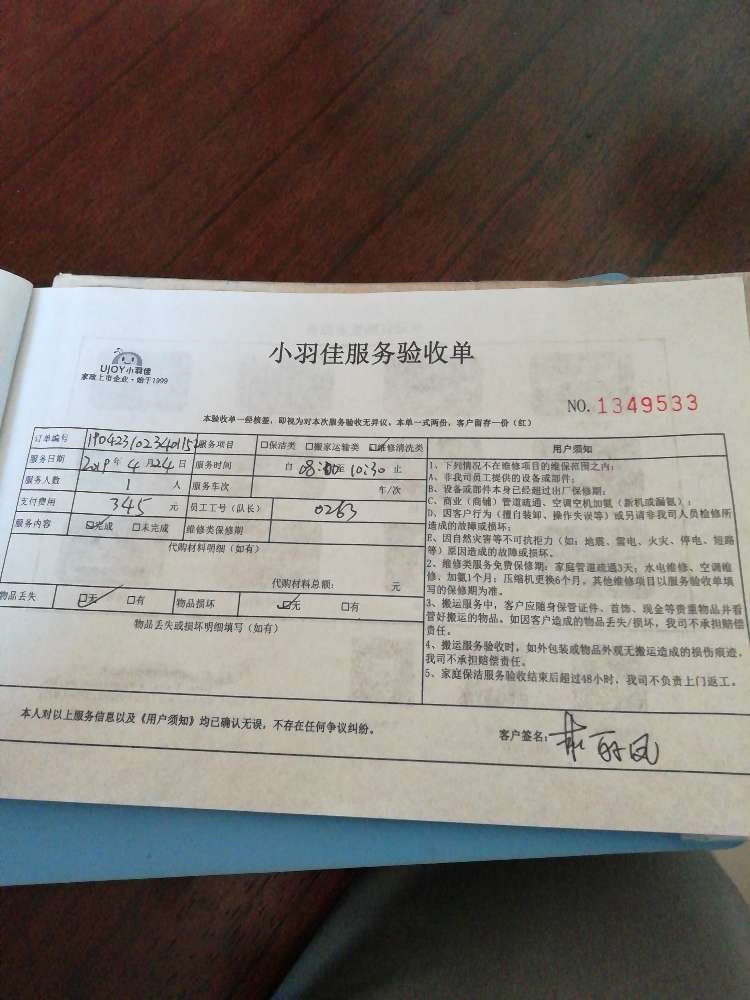 UJOY小羽佳
家政上市企业·始于1999
小羽佳服务验收单
NO. 1349533
本验收单一经核签，即视为对本次服务验收无异议。本单一式两份，客户留存一份（红）
订单编号 服务项目 □保洁类 □搬家运输类 ☑维修清洗类
服务日期 2019年 4月24日 服务时间 自 08:00至 10:30 止
服务人数 1 人 服务车次 车/次
支付费用 345 元 员工工号（队长） 0263
服务内容 ☑完成 □未完成 维修类保修期
代购材料明细（如有）
代购材料总额： 元
物品丢失 ☑无 □有 物品损坏 ☑无 □有
物品丢失或损坏明细填写（如有）
用户须知
1、下列情况不在维修项目的维保范围之内：
A、非我司员工提供的设备或部件；
B、设备或部件本身已经超过出厂保修期；
C、商业（商铺）管道疏通、空调空机加氨（新机或漏氨）；
D、因客户行为（擅自装卸、操作失误等）或另请非我司人员检修所
造成的故障或损坏；
E、因自然灾害等不可抗拒力（如：地震、雷电、火灾、停电、短路
等）原因造成的故障或损坏。
2、维修类服务免费保修期：家庭管道疏通3天；水电维修、空调维
修、加氨1个月；压缩机更换6个月，其他维修项目以服务验收单填
写的保修期为准。
3、搬运服务中，客户应随身保管证件、首饰、现金等贵重物品并看
管好搬运的物品。如因客户造成的物品丢失/损坏，我司不承担赔偿
责任。
4、搬运服务验收时，如外包装或物品外观无搬运造成的损伤痕迹，
我司不承担赔偿责任。
5、家庭保洁服务验收结束后超过48小时，我司不负责上门返工。
本人对以上服务信息以及《用户须知》均已确认无误，不存在任何争议纠纷。
客户签名：